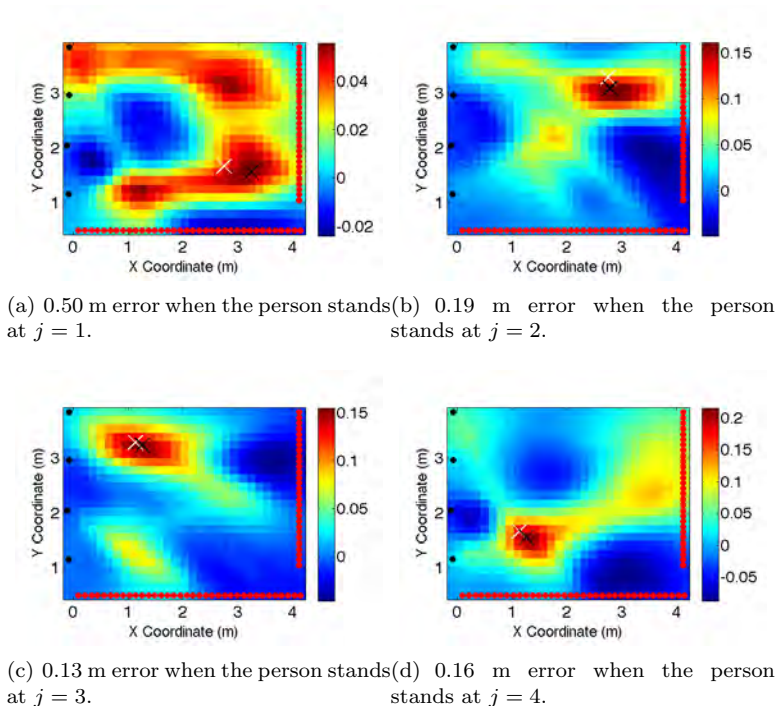 3
2
1
Y Coordinate (m)
0 1 2 3 4
X Coordinate (m)
0.04
0.02
0
-0.02
3
2
1
Y Coordinate (m)
0 1 2 3 4
X Coordinate (m)
0.15
0.1
0.05
0
(a) 0.50 m error when the person stands
at j = 1.
(b) 0.19 m error when the person
stands at j = 2.
3
2
1
Y Coordinate (m)
0 1 2 3 4
X Coordinate (m)
0.15
0.1
0.05
0
3
2
1
Y Coordinate (m)
0 1 2 3 4
X Coordinate (m)
0.2
0.15
0.1
0.05
0
-0.05
(c) 0.13 m error when the person stands
at j = 3.
(d) 0.16 m error when the person
stands at j = 4.